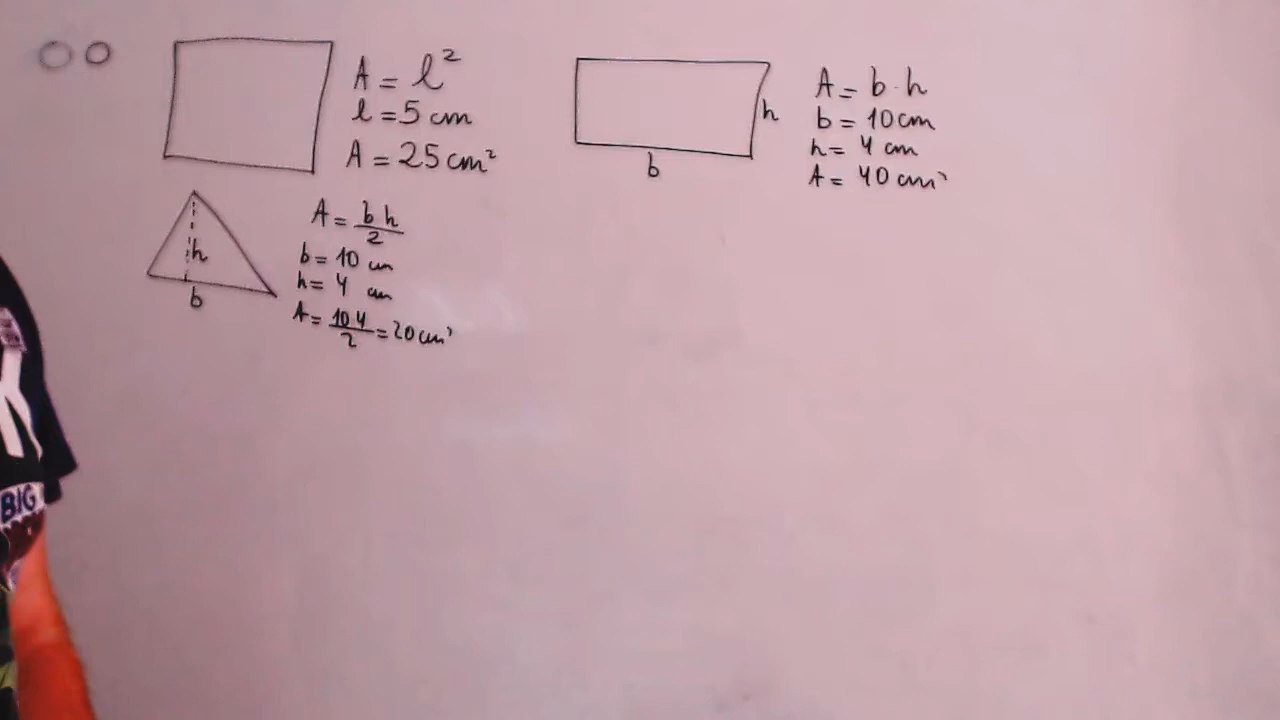 A = l²
l = 5 cm
A = 25 cm²
h
b
A = b · h
b = 10 cm
h = 4 cm
A = 40 cm²
h
b
A = b h / 2
b = 10 cm
h = 4 cm
A = 10 4 / 2 = 20 cm²
BIG